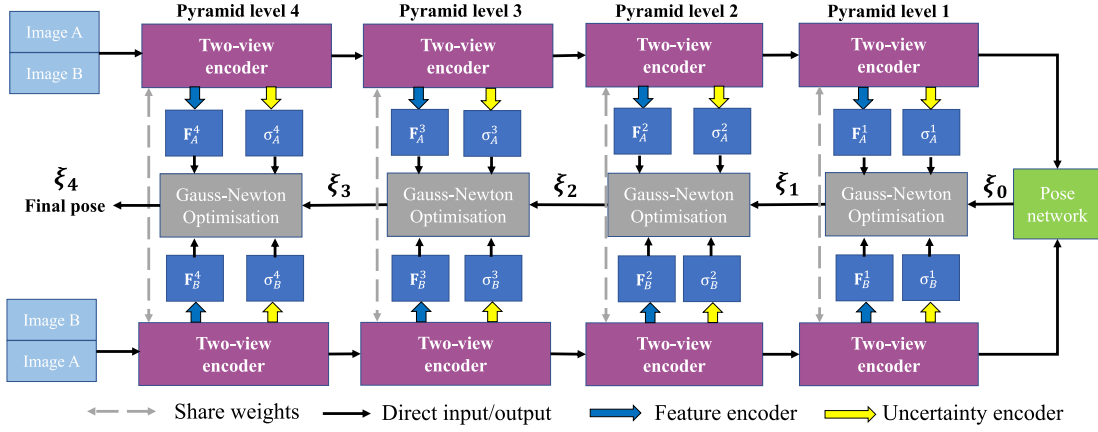 Pyramid level 4
Pyramid level 3
Pyramid level 2
Pyramid level 1
Image A
Image B
Two-view
encoder
Two-view
encoder
Two-view
encoder
Two-view
encoder
F_A^4
σ_A^4
F_A^3
σ_A^3
F_A^2
σ_A^2
F_A^1
σ_A^1
ξ₄
Final pose
Gauss-Newton
Optimisation
ξ₃
Gauss-Newton
Optimisation
ξ₂
Gauss-Newton
Optimisation
ξ₁
Gauss-Newton
Optimisation
ξ₀
Pose
network
F_B^4
σ_B^4
F_B^3
σ_B^3
F_B^2
σ_B^2
F_B^1
σ_B^1
Image B
Image A
Two-view
encoder
Two-view
encoder
Two-view
encoder
Two-view
encoder
Share weights
Direct input/output
Feature encoder
Uncertainty encoder